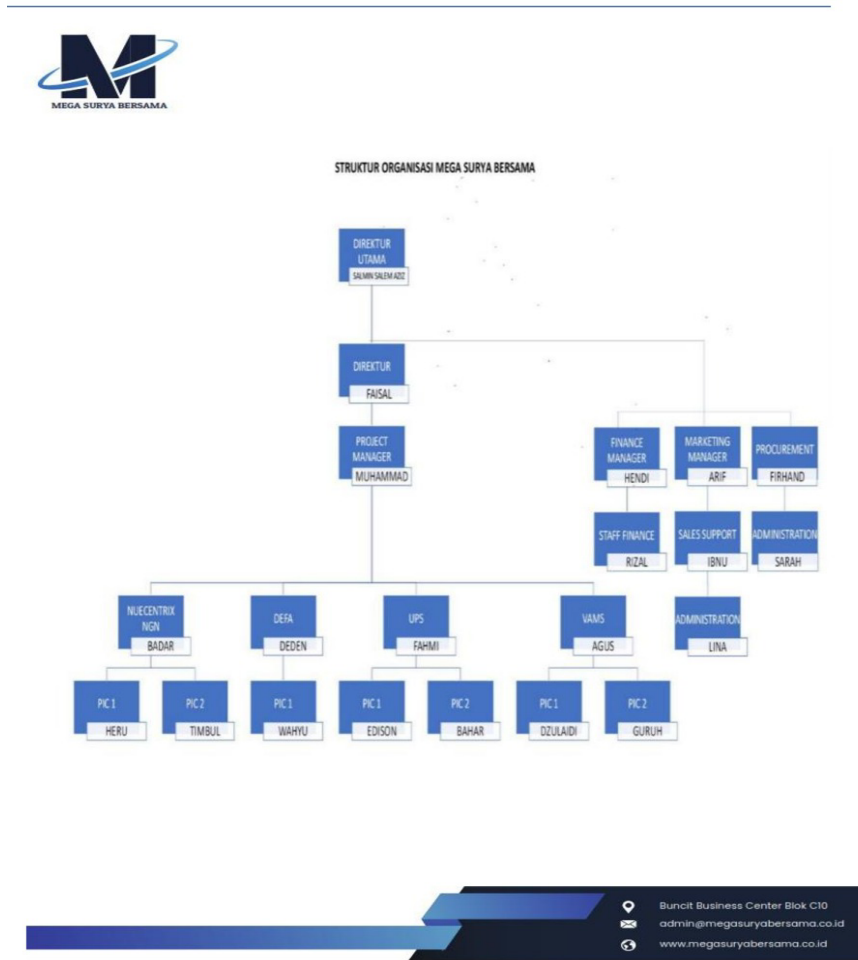 MEGA SURYA BERSAMA
STRUKTUR ORGANISASI MEGA SURYA BERSAMA
DIREKTUR
UTAMA
SALMIN SALEM AZIZ
DIREKTUR
FAISAL
PROJECT
MANAGER
MUHAMMAD
FINANCE
MANAGER
HENDI
MARKETING
MANAGER
ARIF
PROCUREMENT
FIRHAND
STAFF FINANCE
RIZAL
SALES SUPPORT
IBNU
ADMINISTRATION
SARAH
ADMINISTRATION
LINA
NUECENTRIX
NGN
BADAR
DEFA
DEDEN
UPS
FAHMI
VAMS
AGUS
PIC 1
HERU
PIC 2
TIMBUL
PIC 1
WAHYU
PIC 1
EDISON
PIC 2
BAHAR
PIC 1
DZULAIDI
PIC 2
GURUH
Buncit Business Center Blok C10
admin@megasuryabersama.co.id
www.megasuryabersama.co.id